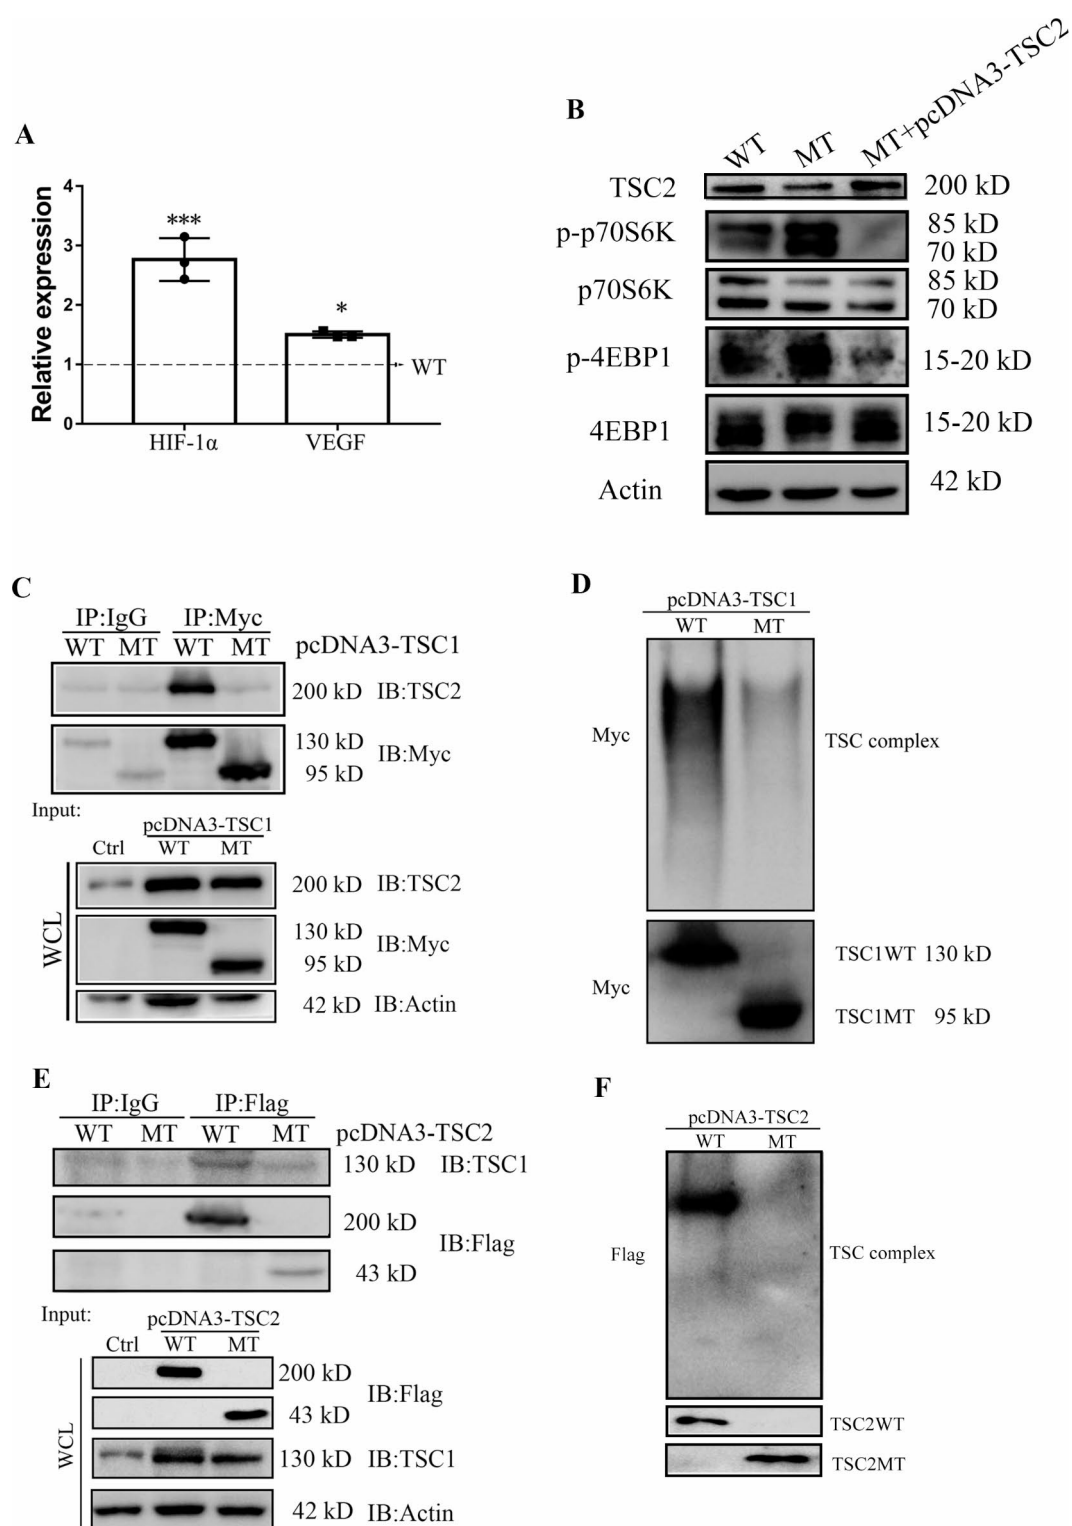 A
Relative expression
4
3
2
1
0
***
*
WT
HIF-1α
VEGF
B
WT MT MT+pcDNA3-TSC2
TSC2 200 kD
p-p70S6K 85 kD
70 kD
p70S6K 85 kD
70 kD
p-4EBP1 15-20 kD
4EBP1 15-20 kD
Actin 42 kD
C
IP:IgG IP:Myc
WT MT WT MT pcDNA3-TSC1
200 kD IB:TSC2
130 kD IB:Myc
95 kD
Input:
pcDNA3-TSC1
Ctrl WT MT
WCL
200 kD IB:TSC2
130 kD IB:Myc
95 kD
42 kD IB:Actin
D
pcDNA3-TSC1
WT MT
Myc TSC complex
Myc
TSC1WT 130 kD
TSC1MT 95 kD
E
IP:IgG IP:Flag
WT MT WT MT pcDNA3-TSC2
130 kD IB:TSC1
200 kD IB:Flag
43 kD
Input:
pcDNA3-TSC2
Ctrl WT MT
WCL
200 kD IB:Flag
43 kD
130 kD IB:TSC1
42 kD IB:Actin
F
pcDNA3-TSC2
WT MT
Flag TSC complex
TSC2WT
TSC2MT